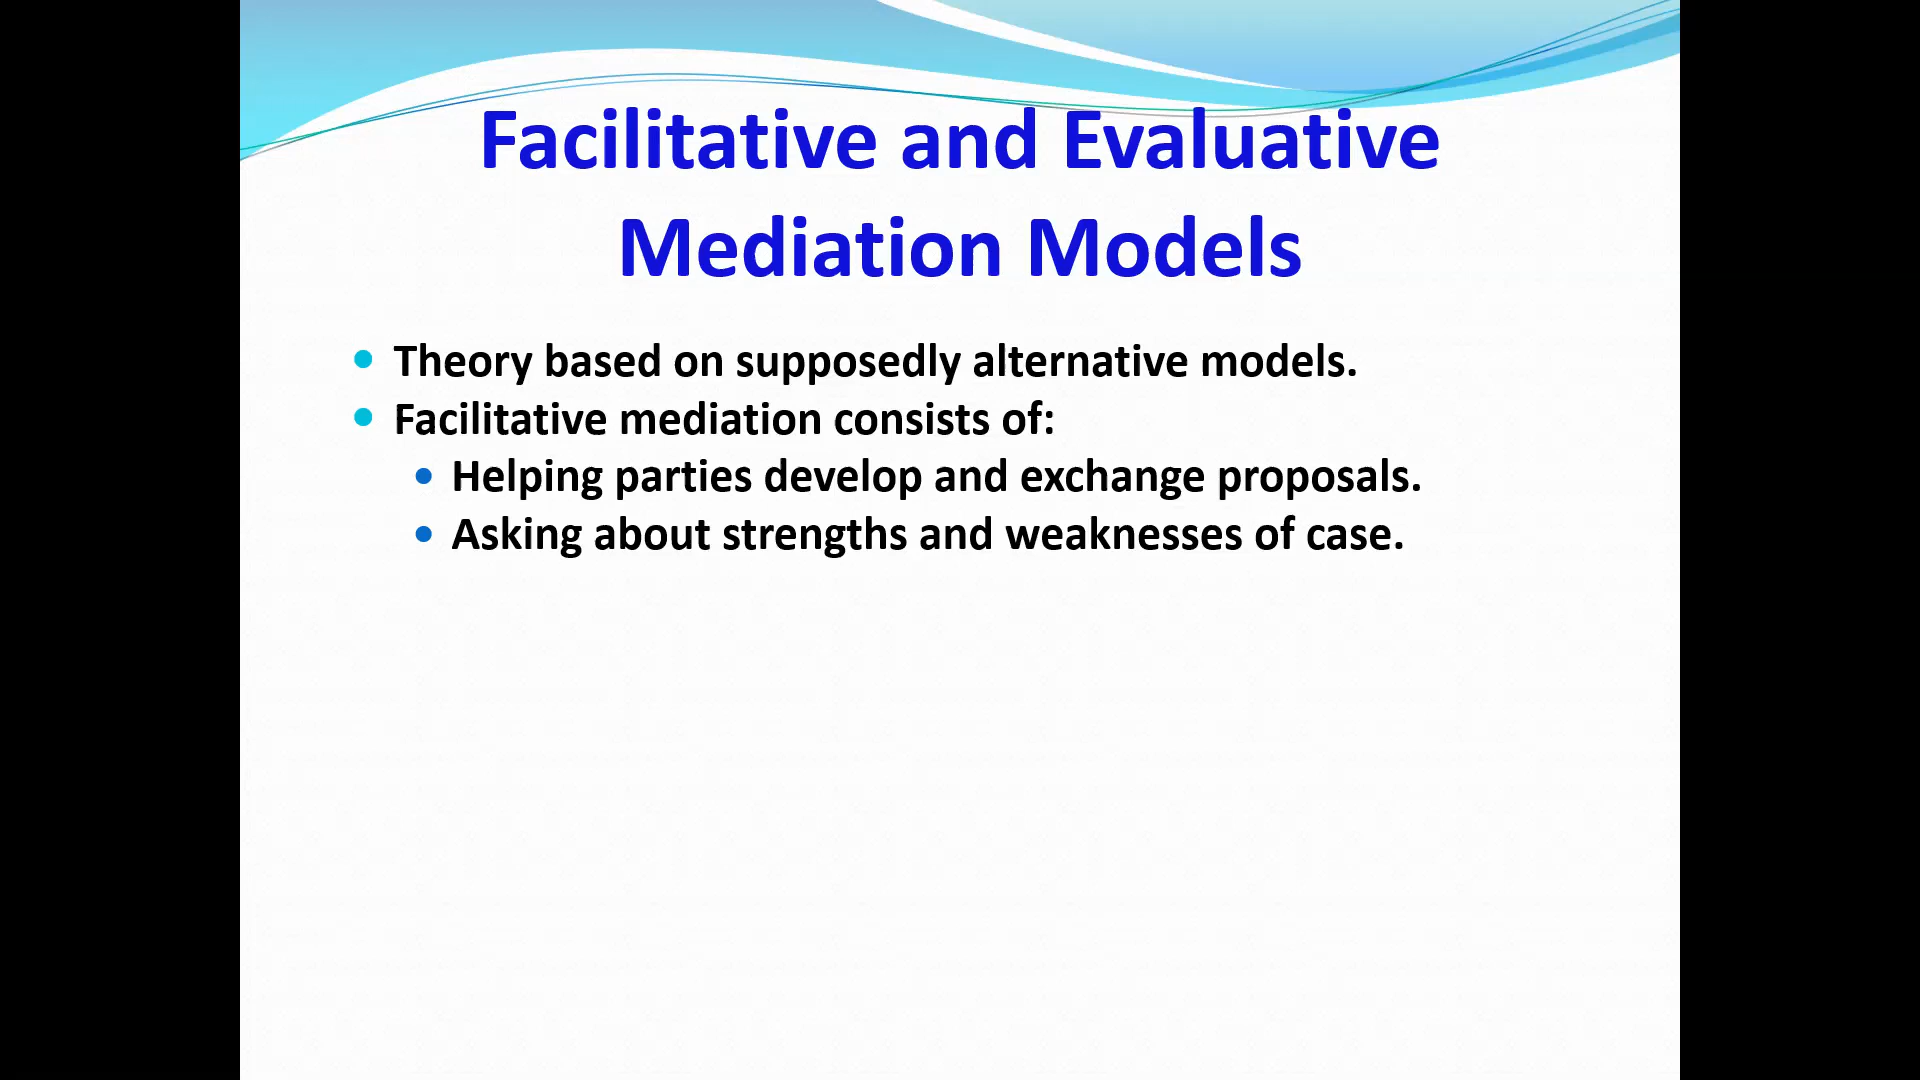 Facilitative and Evaluative
Mediation Models
Theory based on supposedly alternative models.
Facilitative mediation consists of:
Helping parties develop and exchange proposals.
Asking about strengths and weaknesses of case.